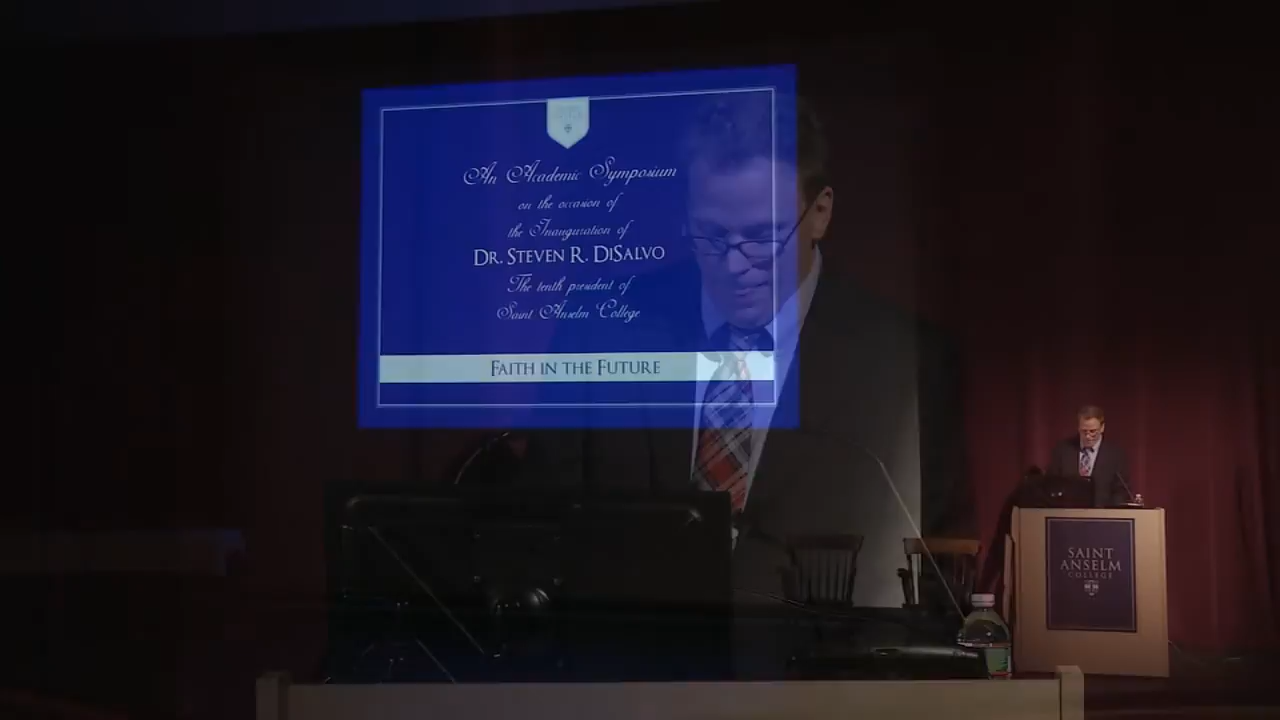 An Academic Symposium
on the occasion of
the Inauguration of
DR. STEVEN R. DISALVO
The tenth president of
Saint Anselm College
FAITH IN THE FUTURE
SAINT
ANSELM
COLLEGE